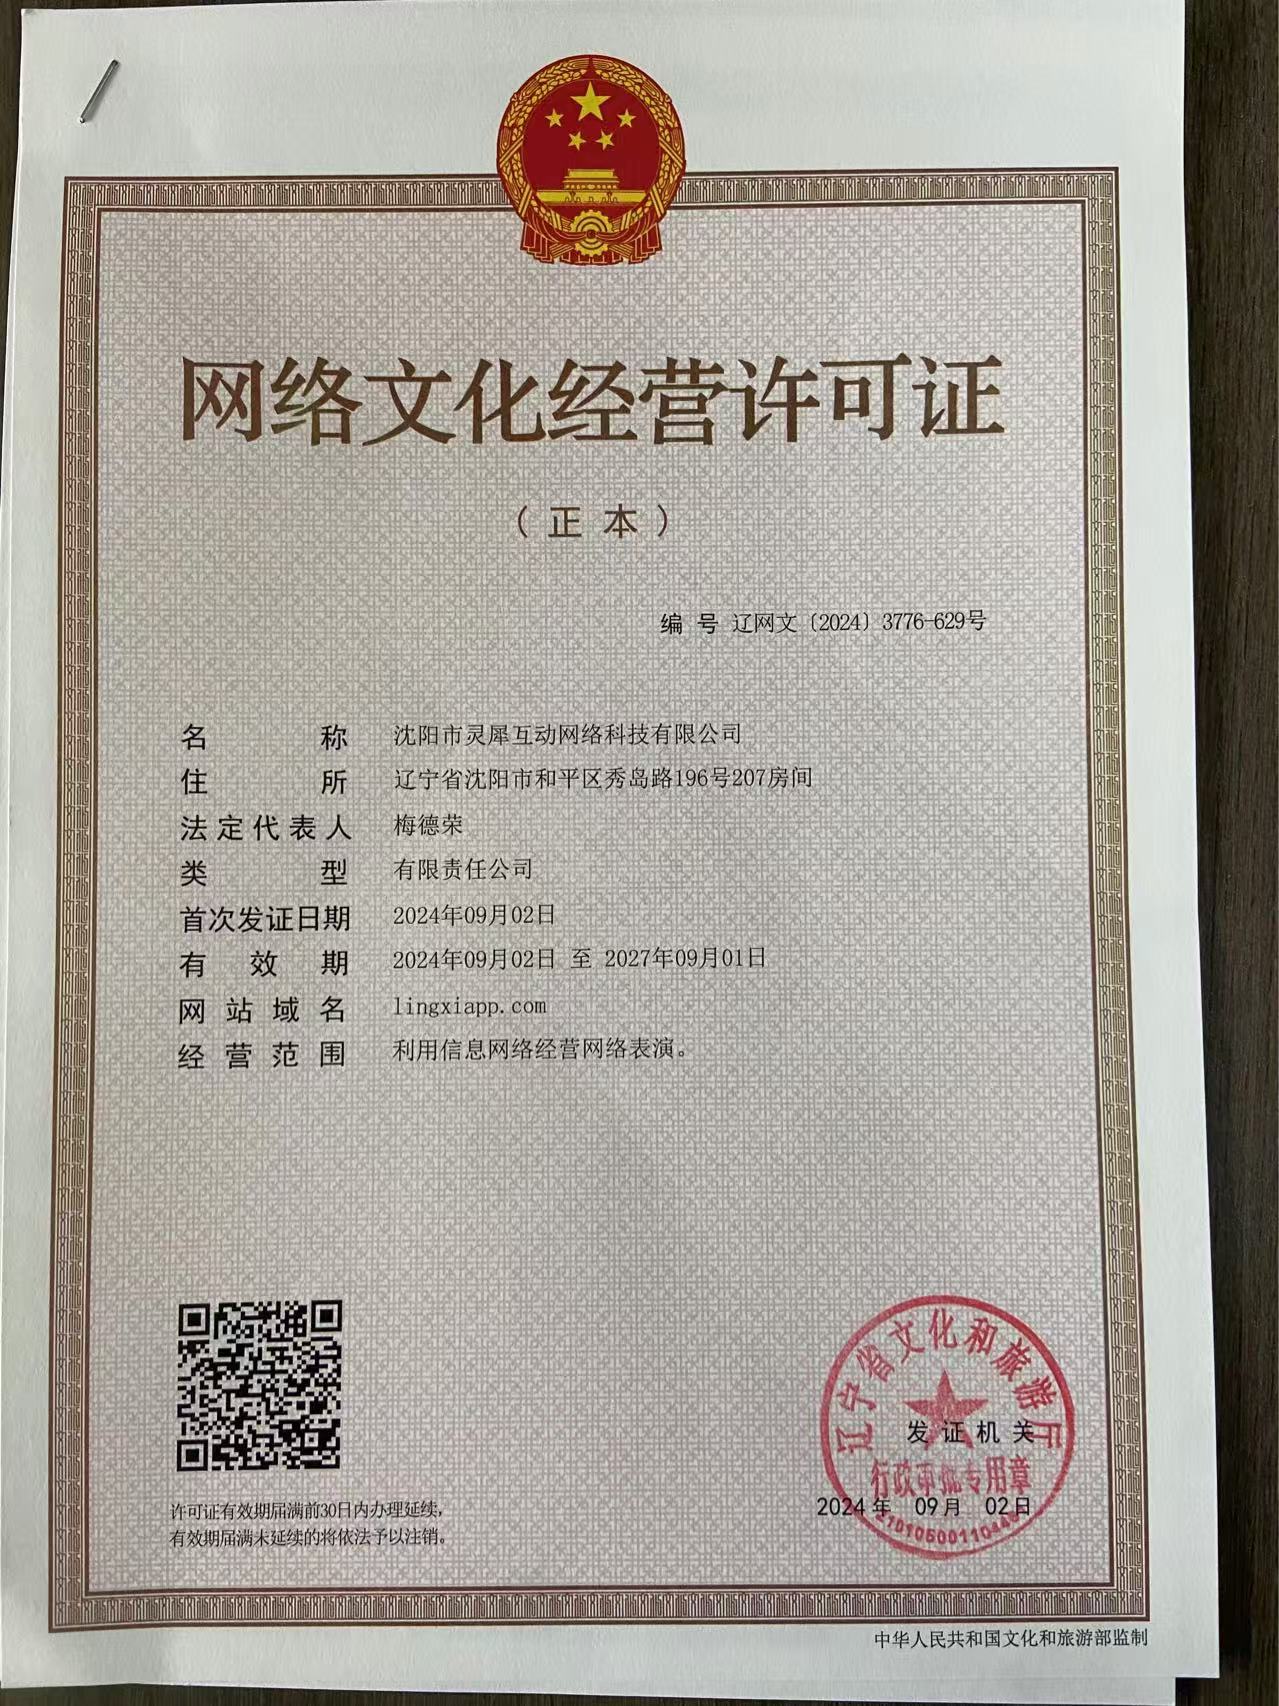 网络文化经营许可证
（正本）
编号 辽网文〔2024〕3776-629号
名称 沈阳市灵犀互动网络科技有限公司
住所 辽宁省沈阳市和平区秀岛路196号207房间
法定代表人 梅德荣
类型 有限责任公司
首次发证日期 2024年09月02日
有效期 2024年09月02日 至 2027年09月01日
网站域名 lingxiapp.com
经营范围 利用信息网络经营网络表演。
辽宁省文化和旅游厅
发证机关
行政审批专用章
2024年 09月 02日
许可证有效期届满前30日内办理延续，
有效期届满未延续的将依法予以注销。
中华人民共和国文化和旅游部监制